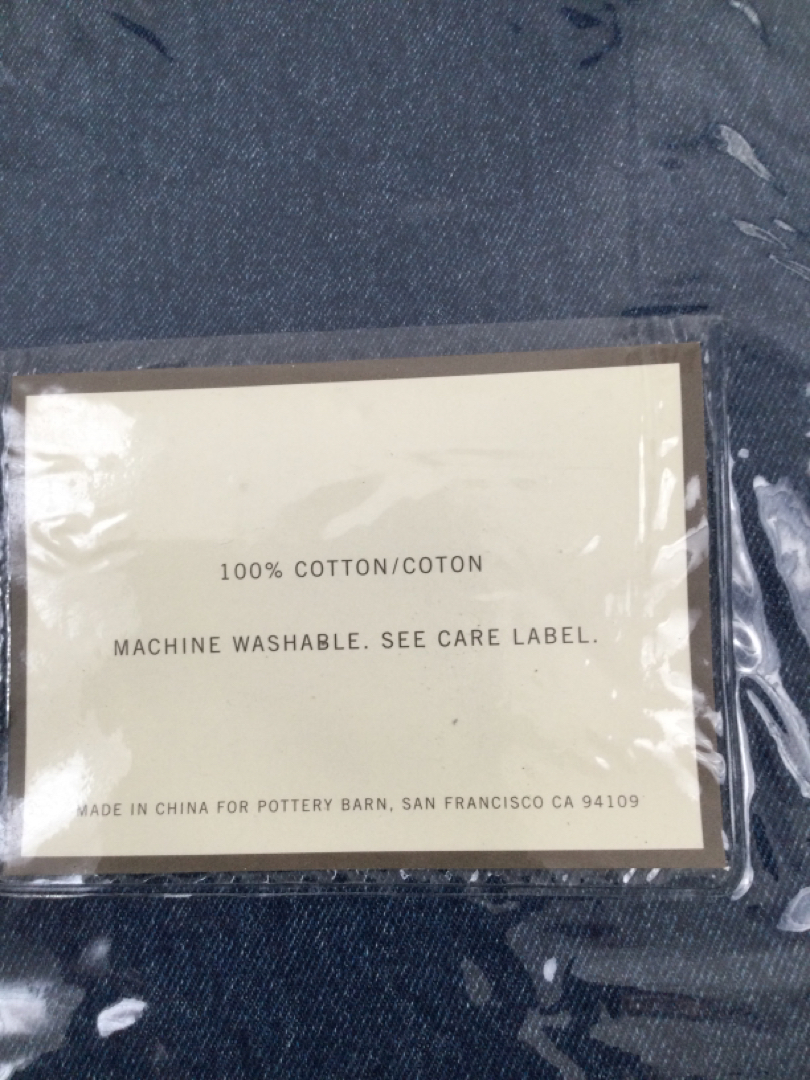 100% COTTON/COTON
MACHINE WASHABLE. SEE CARE LABEL.
MADE IN CHINA FOR POTTERY BARN, SAN FRANCISCO CA 94109